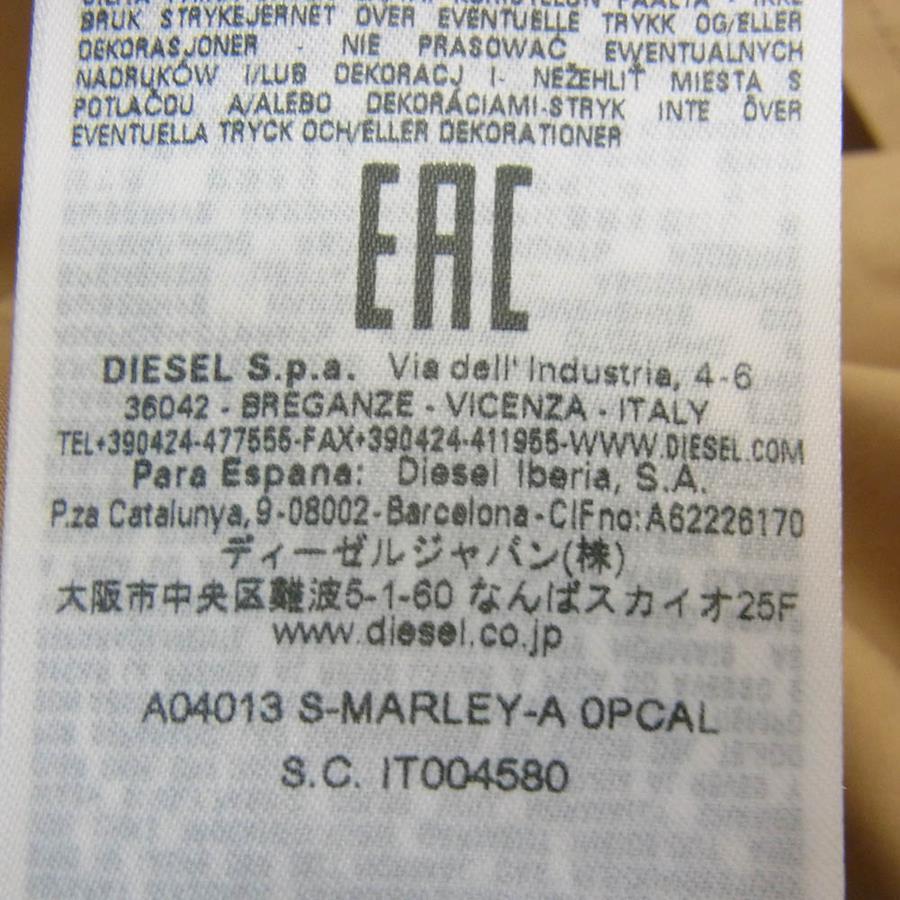 BRUK STRYKEJERNET OVER EVENTUELLE TRYKK OG/ELLER
DEKORASJONER - NIE PRASOWAĆ EWENTUALNYCH
NADRUKÓW I/LUB DEKORACJ I- NEŽEHLIŤ MIESTA S
POTLAČOU A/ALEBO DEKORÁCIAMI-STRYK INTE ÖVER
EVENTUELLA TRYCK OCH/ELLER DEKORATIONER
EAC
DIESEL S.p.a. Via dell' Industria, 4-6
36042 - BREGANZE - VICENZA - ITALY
TEL+390424-477555-FAX+390424-411955-WWW.DIESEL.COM
Para Espana: Diesel Iberia, S.A.
P.za Catalunya, 9-08002-Barcelona-CIFno:A62226170
ディーゼルジャパン(株)
大阪市中央区難波5-1-60 なんばスカイオ25F
www.diesel.co.jp
A04013 S-MARLEY-A 0PCAL
S.C. IT004580